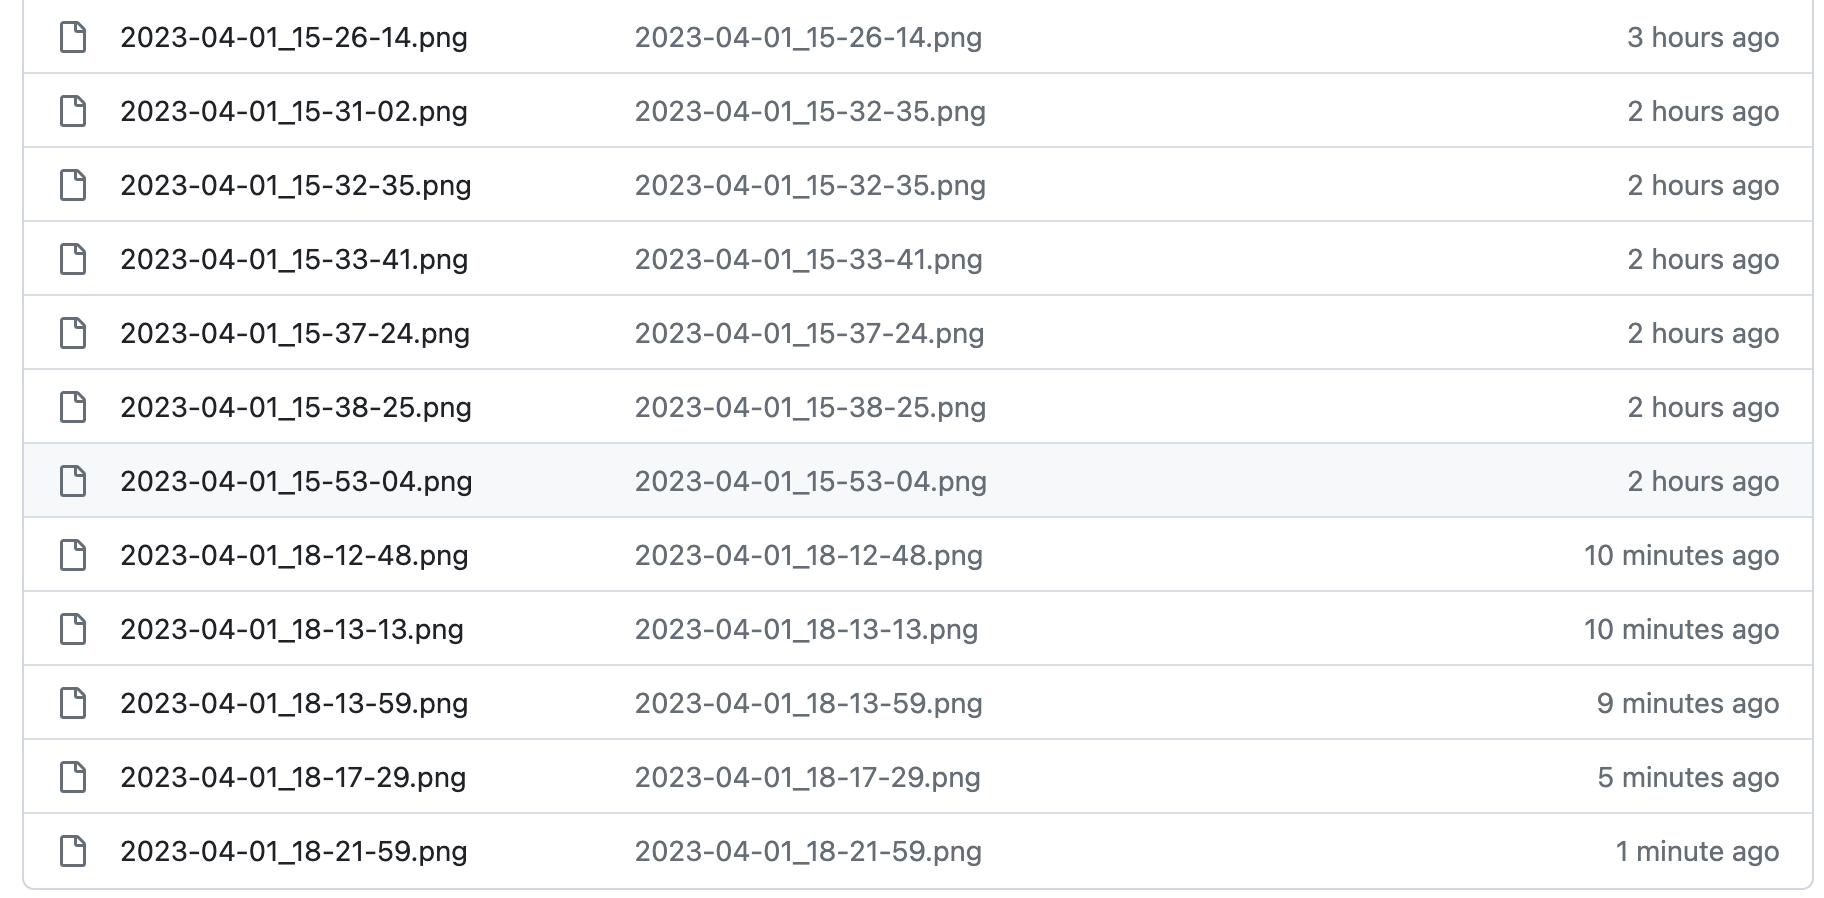 2023-04-01_15-26-14.png 2023-04-01_15-26-14.png 3 hours ago
2023-04-01_15-31-02.png 2023-04-01_15-32-35.png 2 hours ago
2023-04-01_15-32-35.png 2023-04-01_15-32-35.png 2 hours ago
2023-04-01_15-33-41.png 2023-04-01_15-33-41.png 2 hours ago
2023-04-01_15-37-24.png 2023-04-01_15-37-24.png 2 hours ago
2023-04-01_15-38-25.png 2023-04-01_15-38-25.png 2 hours ago
2023-04-01_15-53-04.png 2023-04-01_15-53-04.png 2 hours ago
2023-04-01_18-12-48.png 2023-04-01_18-12-48.png 10 minutes ago
2023-04-01_18-13-13.png 2023-04-01_18-13-13.png 10 minutes ago
2023-04-01_18-13-59.png 2023-04-01_18-13-59.png 9 minutes ago
2023-04-01_18-17-29.png 2023-04-01_18-17-29.png 5 minutes ago
2023-04-01_18-21-59.png 2023-04-01_18-21-59.png 1 minute ago